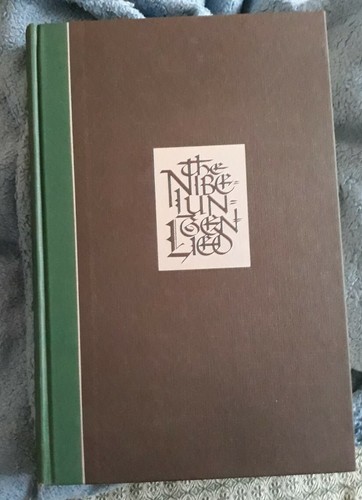 the
NIBE=
LUN=
GEN
LIED